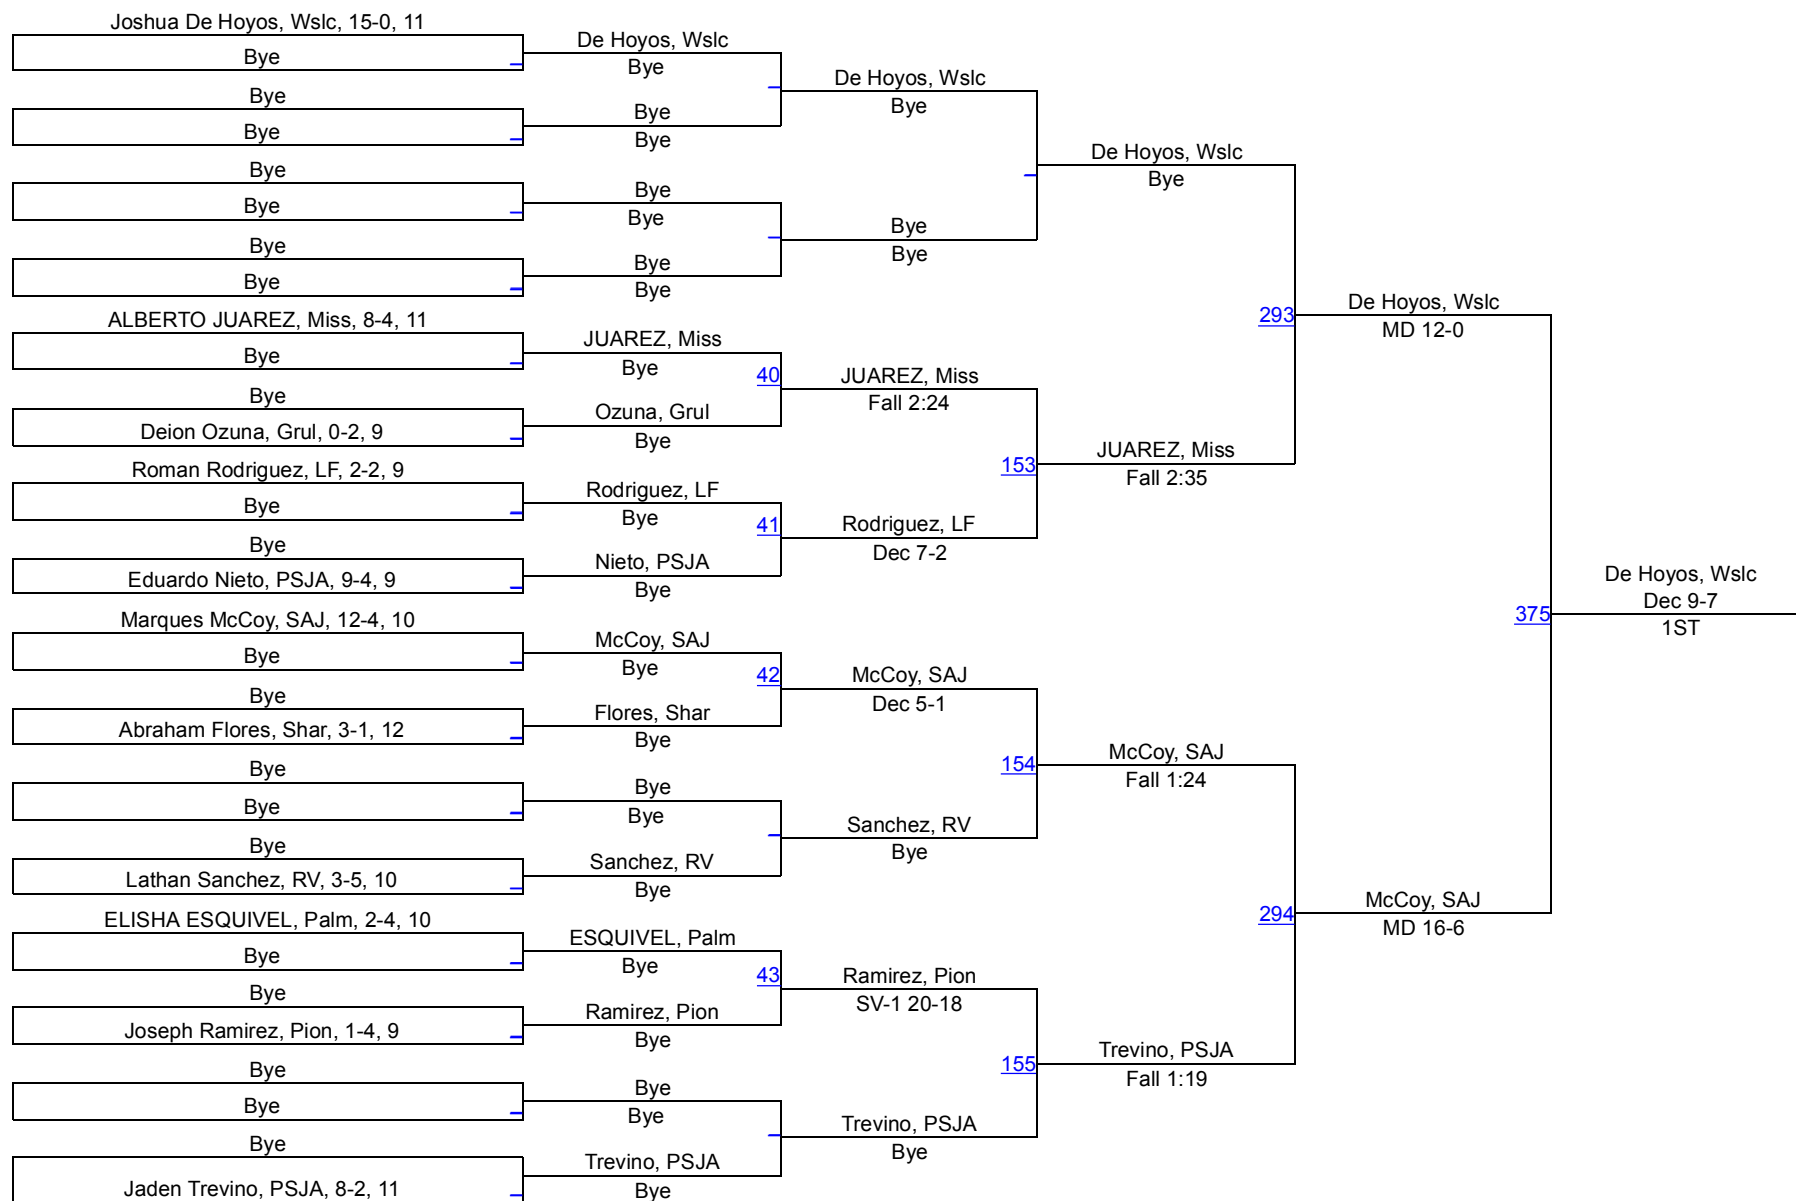 Joshua De Hoyos, Wslc, 15-0, 11
Bye
Bye
Bye
Bye
Bye
Bye
Bye
ALBERTO JUAREZ, Miss, 8-4, 11
Bye
Bye
Deion Ozuna, Grul, 0-2, 9
Roman Rodriguez, LF, 2-2, 9
Bye
Bye
Eduardo Nieto, PSJA, 9-4, 9
Marques McCoy, SAJ, 12-4, 10
Bye
Bye
Abraham Flores, Shar, 3-1, 12
Bye
Bye
Bye
Lathan Sanchez, RV, 3-5, 10
ELISHA ESQUIVEL, Palm, 2-4, 10
Bye
Bye
Joseph Ramirez, Pion, 1-4, 9
Bye
Bye
Bye
Jaden Trevino, PSJA, 8-2, 11
De Hoyos, Wslc
Bye
Bye
Bye
Bye
Bye
Bye
Bye
JUAREZ, Miss
Bye
40
Ozuna, Grul
Bye
Rodriguez, LF
Bye
41
Nieto, PSJA
Bye
McCoy, SAJ
Bye
42
Flores, Shar
Bye
Bye
Bye
Sanchez, RV
Bye
ESQUIVEL, Palm
Bye
43
Ramirez, Pion
Bye
Bye
Bye
Trevino, PSJA
Bye
De Hoyos, Wslc
Bye
Bye
Bye
JUAREZ, Miss
Fall 2:24
153
Rodriguez, LF
Dec 7-2
McCoy, SAJ
Dec 5-1
154
Sanchez, RV
Bye
Ramirez, Pion
SV-1 20-18
155
Trevino, PSJA
Bye
De Hoyos, Wslc
Bye
293
JUAREZ, Miss
Fall 2:35
McCoy, SAJ
Fall 1:24
294
Trevino, PSJA
Fall 1:19
De Hoyos, Wslc
MD 12-0
375
McCoy, SAJ
MD 16-6
De Hoyos, Wslc
Dec 9-7
1ST